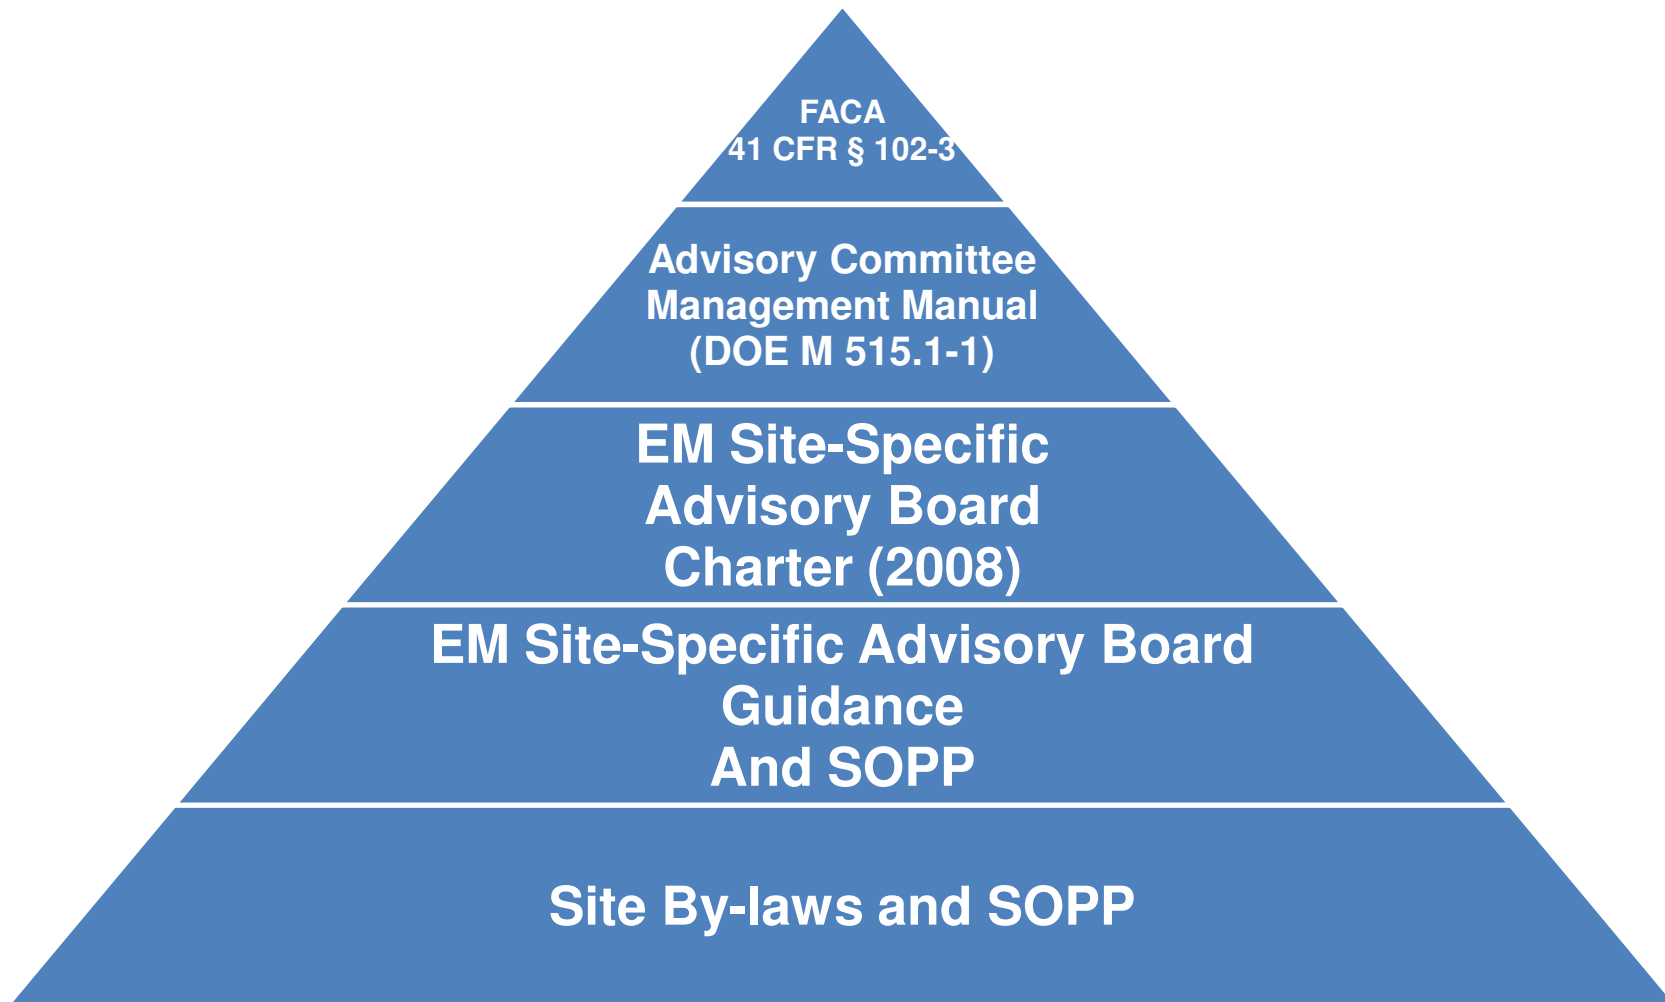 FACA
41 CFR § 102-3
Advisory Committee
Management Manual
(DOE M 515.1-1)
EM Site-Specific
Advisory Board
Charter (2008)
EM Site-Specific Advisory Board
Guidance
And SOPP
Site By-laws and SOPP